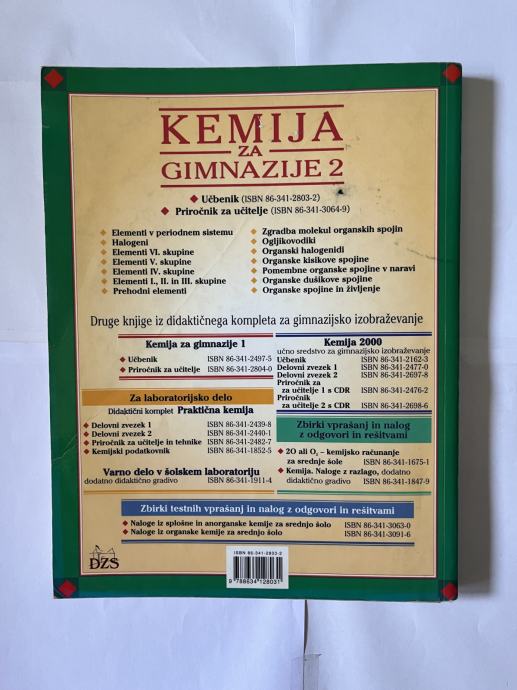 KEMIJA
ZA
GIMNAZIJE 2
Učbenik (ISBN 86-341-2803-2)
Priročnik za učitelje (ISBN 86-341-3064-9)
Elementi v periodnem sistemu
Halogeni
Elementi VI. skupine
Elementi V. skupine
Elementi IV. skupine
Elementi I., II. in III. skupine
Prehodni elementi
Zgradba molekul organskih spojin
Ogljikovodiki
Organski halogenidi
Organske kisikove spojine
Pomembne organske spojine v naravi
Organske dušikove spojine
Organske spojine in življenje
Druge knjige iz didaktičnega kompleta za gimnazijsko izobraževanje
Kemija za gimnazije 1
Učbenik ISBN 86-341-2497-5
Priročnik za učitelje ISBN 86-341-2804-0
Kemija 2000
učno sredstvo za gimnazijsko izobraževanje
Učbenik ISBN 86-341-2162-3
Delovni zvezek 1 ISBN 86-341-2477-0
Delovni zvezek 2 ISBN 86-341-2697-8
Priročnik za
za učitelje 1 s CDR ISBN 86-341-2476-2
Priročnik
za učitelje 2 s CDR ISBN 86-341-2698-6
Za laboratorijsko delo
Didaktični komplet Praktična kemija
Delovni zvezek 1 ISBN 86-341-2439-8
Delovni zvezek 2 ISBN 86-341-2440-1
Priročnik za učitelje in tehnike ISBN 86-341-2482-7
Kemijski podatkovnik ISBN 86-341-1852-5
Varno delo v šolskem laboratoriju
dodatno didaktično gradivo ISBN 86-341-1911-4
Zbirki vprašanj in nalog
z odgovori in rešitvami
2O ali O₂ – kemijsko računanje
za srednje šole ISBN 86-341-1675-1
Kemija. Naloge z razlago, dodatno
didaktično gradivo ISBN 86-341-1847-9
Zbirki testnih vprašanj in nalog z odgovori in rešitvami
Naloge iz splošne in anorganske kemije za srednjo šolo ISBN 86-341-3063-0
Naloge iz organske kemije za srednjo šolo ISBN 86-341-3091-6
DZS
ISBN 86-341-2803-2
9 788634 128031